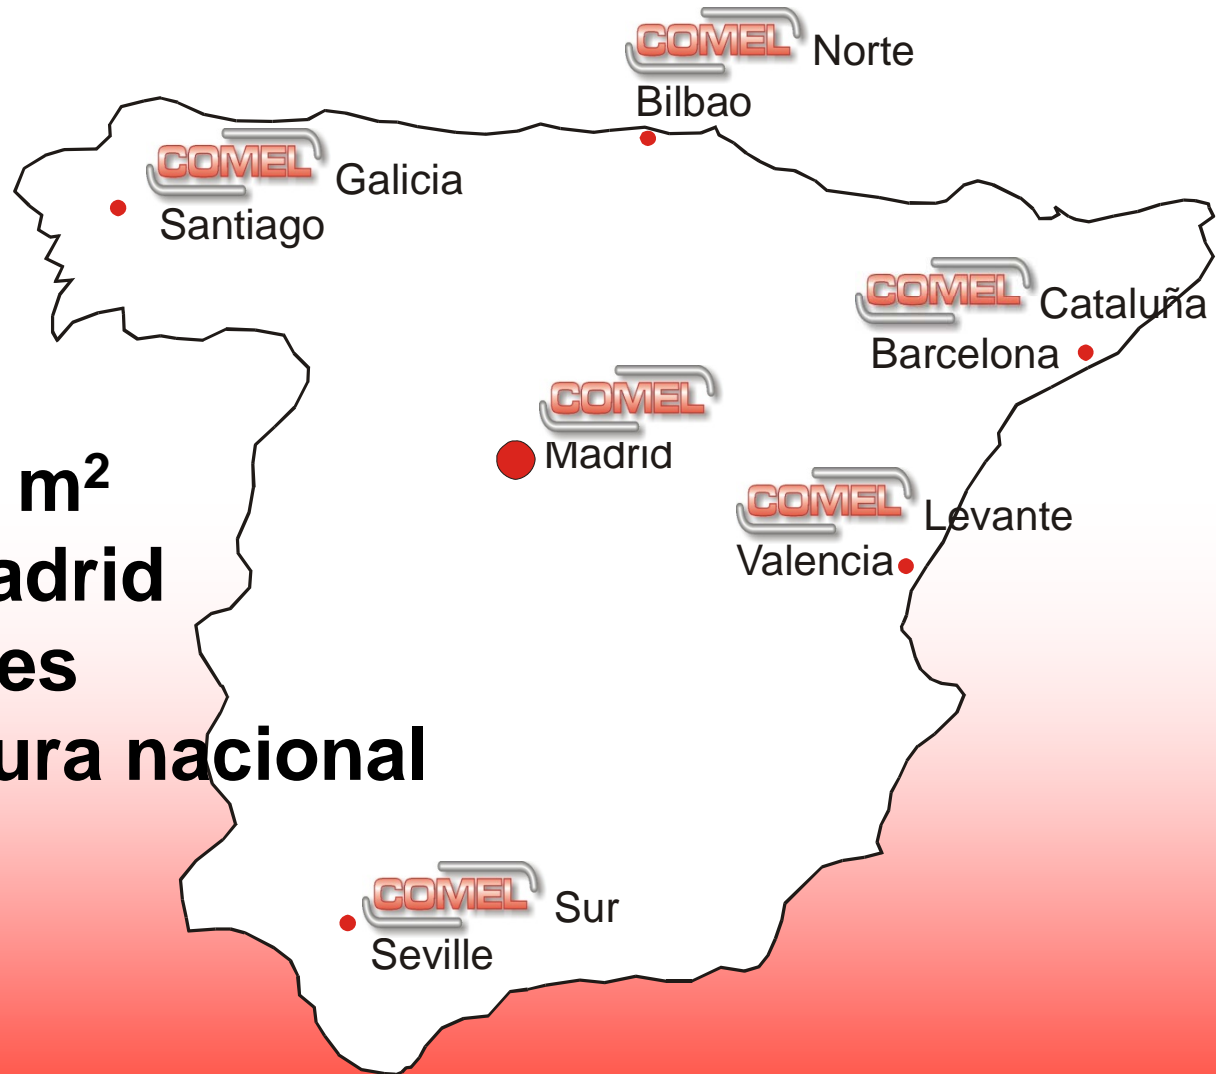 COMEL Norte
Bilbao
COMEL Galicia
Santiago
COMEL Cataluña
Barcelona
COMEL
Madrid
COMEL Levante
Valencia
m²
adrid
es
ura nacional
COMEL Sur
Seville